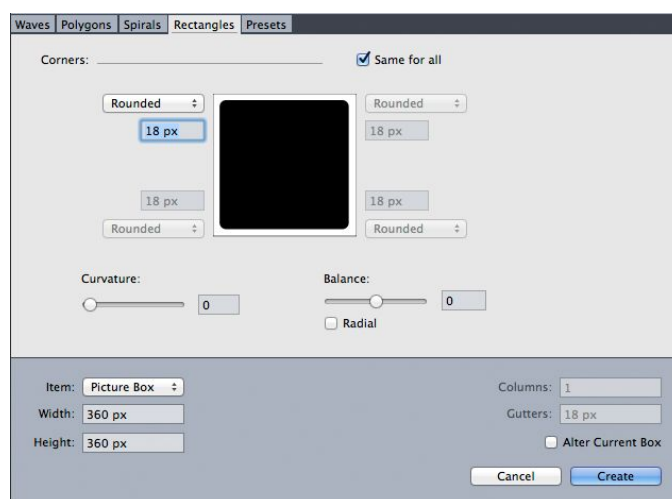 Waves Polygons Spirals Rectangles Presets
Corners: Same for all
Rounded Rounded
18 px 18 px
18 px 18 px
Rounded Rounded
Curvature: Balance:
0 0
Radial
Item: Picture Box Columns: 1
Width: 360 px Gutters: 18 px
Height: 360 px Alter Current Box
Cancel Create